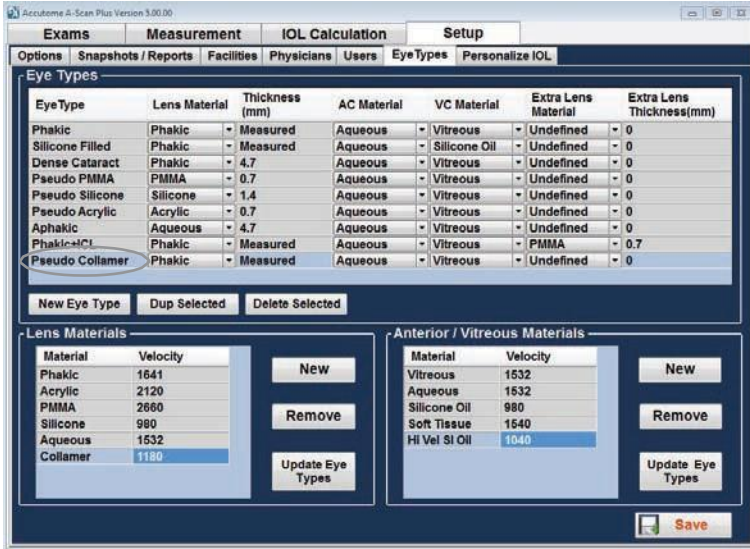 Accutome A-Scan Plus Version 5.00.00
Exams Measurement IOL Calculation Setup
Options Snapshots / Reports Facilities Physicians Users Eye Types Personalize IOL
Eye Types
Eye Type Lens Material Thickness (mm) AC Material VC Material Extra Lens Material Extra Lens Thickness(mm)
Phakic Phakic Measured Aqueous Vitreous Undefined 0
Silicone Filled Phakic Measured Aqueous Silicone Oil Undefined 0
Dense Cataract Phakic 4.7 Aqueous Vitreous Undefined 0
Pseudo PMMA PMMA 0.7 Aqueous Vitreous Undefined 0
Pseudo Silicone Silicone 1.4 Aqueous Vitreous Undefined 0
Pseudo Acrylic Acrylic 0.7 Aqueous Vitreous Undefined 0
Aphakic Aqueous 4.7 Aqueous Vitreous Undefined 0
Phakic+ICL Phakic Measured Aqueous Vitreous PMMA 0.7
Pseudo Collamer Phakic Measured Aqueous Vitreous Undefined 0
New Eye Type Dup Selected Delete Selected
Lens Materials
Material Velocity
Phakic 1641
Acrylic 2120
PMMA 2660
Silicone 980
Aqueous 1532
Collamer 1180
New
Remove
Update Eye
Types
Anterior / Vitreous Materials
Material Velocity
Vitreous 1532
Aqueous 1532
Silicone Oil 980
Soft Tissue 1540
Hi Vel SI Oil 1040
New
Remove
Update Eye
Types
Save